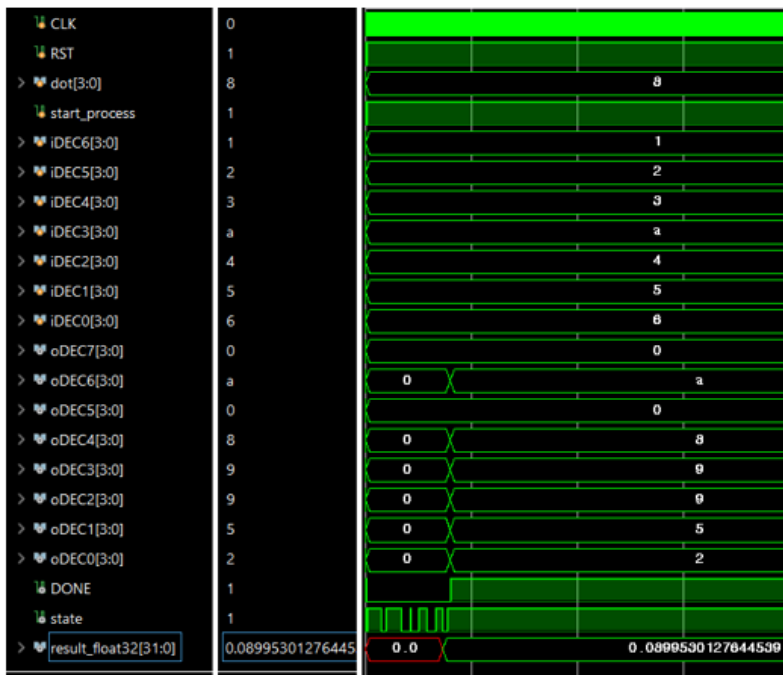 CLK 0
RST 1
dot[3:0] 8 8
start_process 1
iDEC6[3:0] 1 1
iDEC5[3:0] 2 2
iDEC4[3:0] 3 3
iDEC3[3:0] a a
iDEC2[3:0] 4 4
iDEC1[3:0] 5 5
iDEC0[3:0] 6 6
oDEC7[3:0] 0 0
oDEC6[3:0] a 0 a
oDEC5[3:0] 0 0
oDEC4[3:0] 8 0 8
oDEC3[3:0] 9 0 9
oDEC2[3:0] 9 0 9
oDEC1[3:0] 5 0 5
oDEC0[3:0] 2 0 2
DONE 1
state 1
result_float32[31:0] 0.08995301276445 0.0 0.0899530127644539